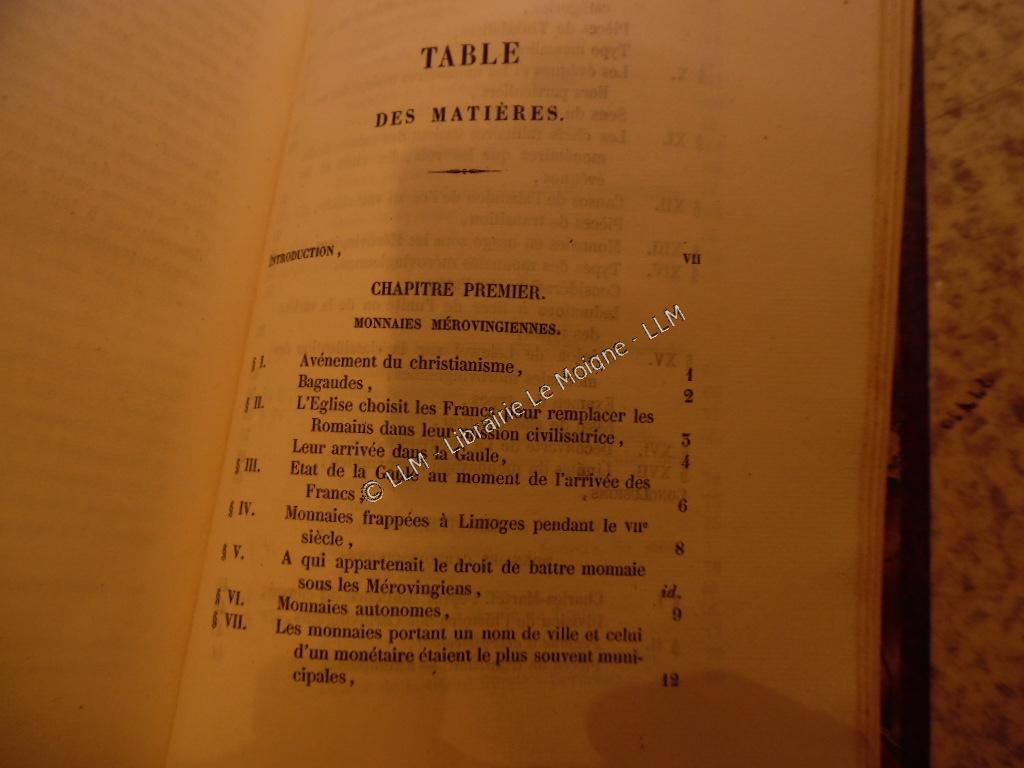 TABLE
DES MATIÈRES.
INTRODUCTION, VII
CHAPITRE PREMIER.
MONNAIES MÉROVINGIENNES.
§ I. Avénement du christianisme, 1
Bagaudes, 2
§ II. L'Eglise choisit les Francs pour remplacer les
Romains dans leur mission civilisatrice, 3
Leur arrivée dans la Gaule, 4
§ III. Etat de la Gaule au moment de l'arrivée des
Francs, 6
§ IV. Monnaies frappées à Limoges pendant le VIIe
siècle, 8
§ V. A qui appartenait le droit de battre monnaie
sous les Mérovingiens, id.
§ VI. Monnaies autonomes, 9
§ VII. Les monnaies portant un nom de ville et celui
d'un monétaire étaient le plus souvent muni-
cipales, 12
© LLM - Librairie Le Moigne - LLM